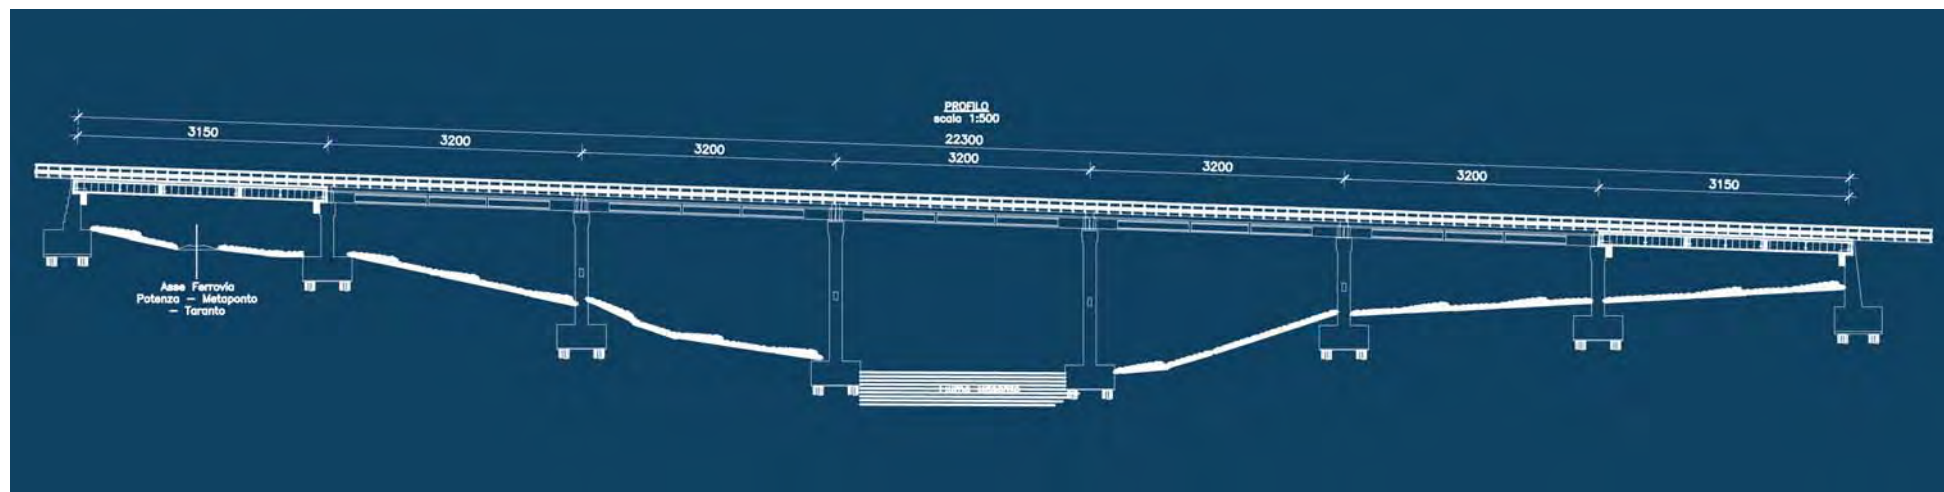 PROFILO
scala 1:500
22300
3150
3200
3200
3200
3200
3200
3150
Asse Ferrovia
Potenza – Metaponto
– Taranto